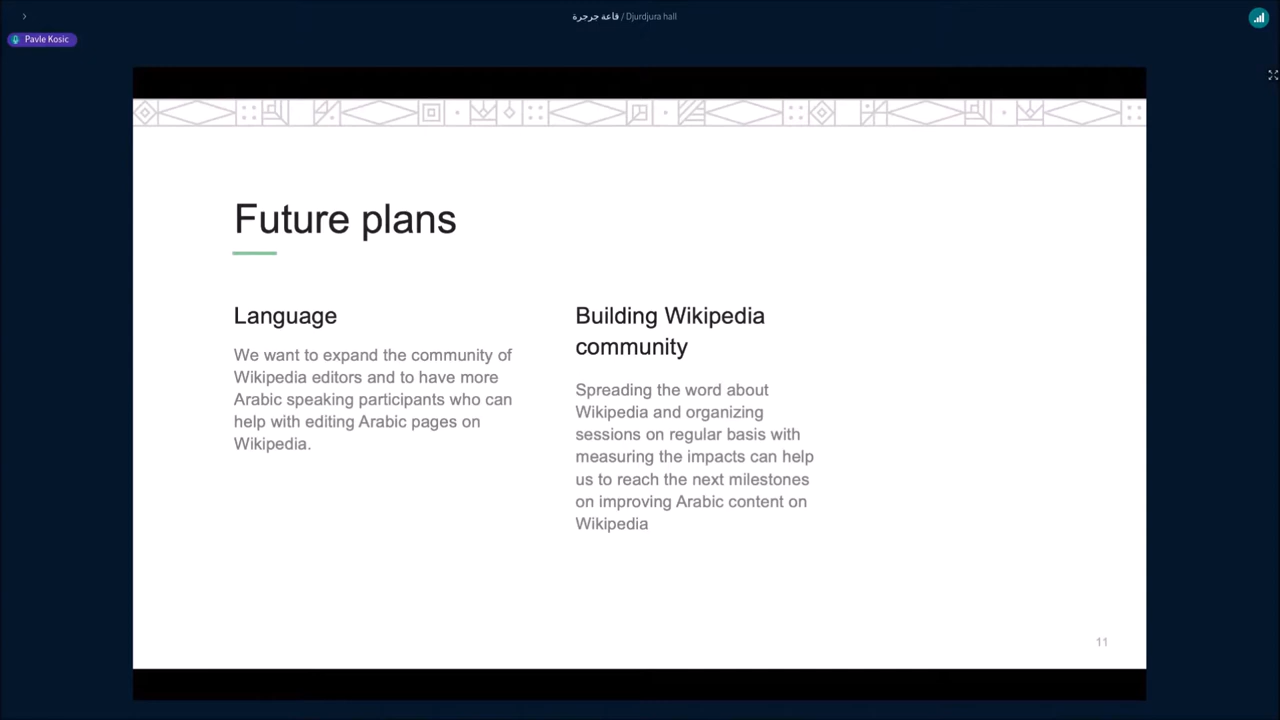 قاعة جرجرة / Djurdjura hall
Pavle Kosic
Future plans
Language
We want to expand the community of
Wikipedia editors and to have more
Arabic speaking participants who can
help with editing Arabic pages on
Wikipedia.
Building Wikipedia
community
Spreading the word about
Wikipedia and organizing
sessions on regular basis with
measuring the impacts can help
us to reach the next milestones
on improving Arabic content on
Wikipedia
11